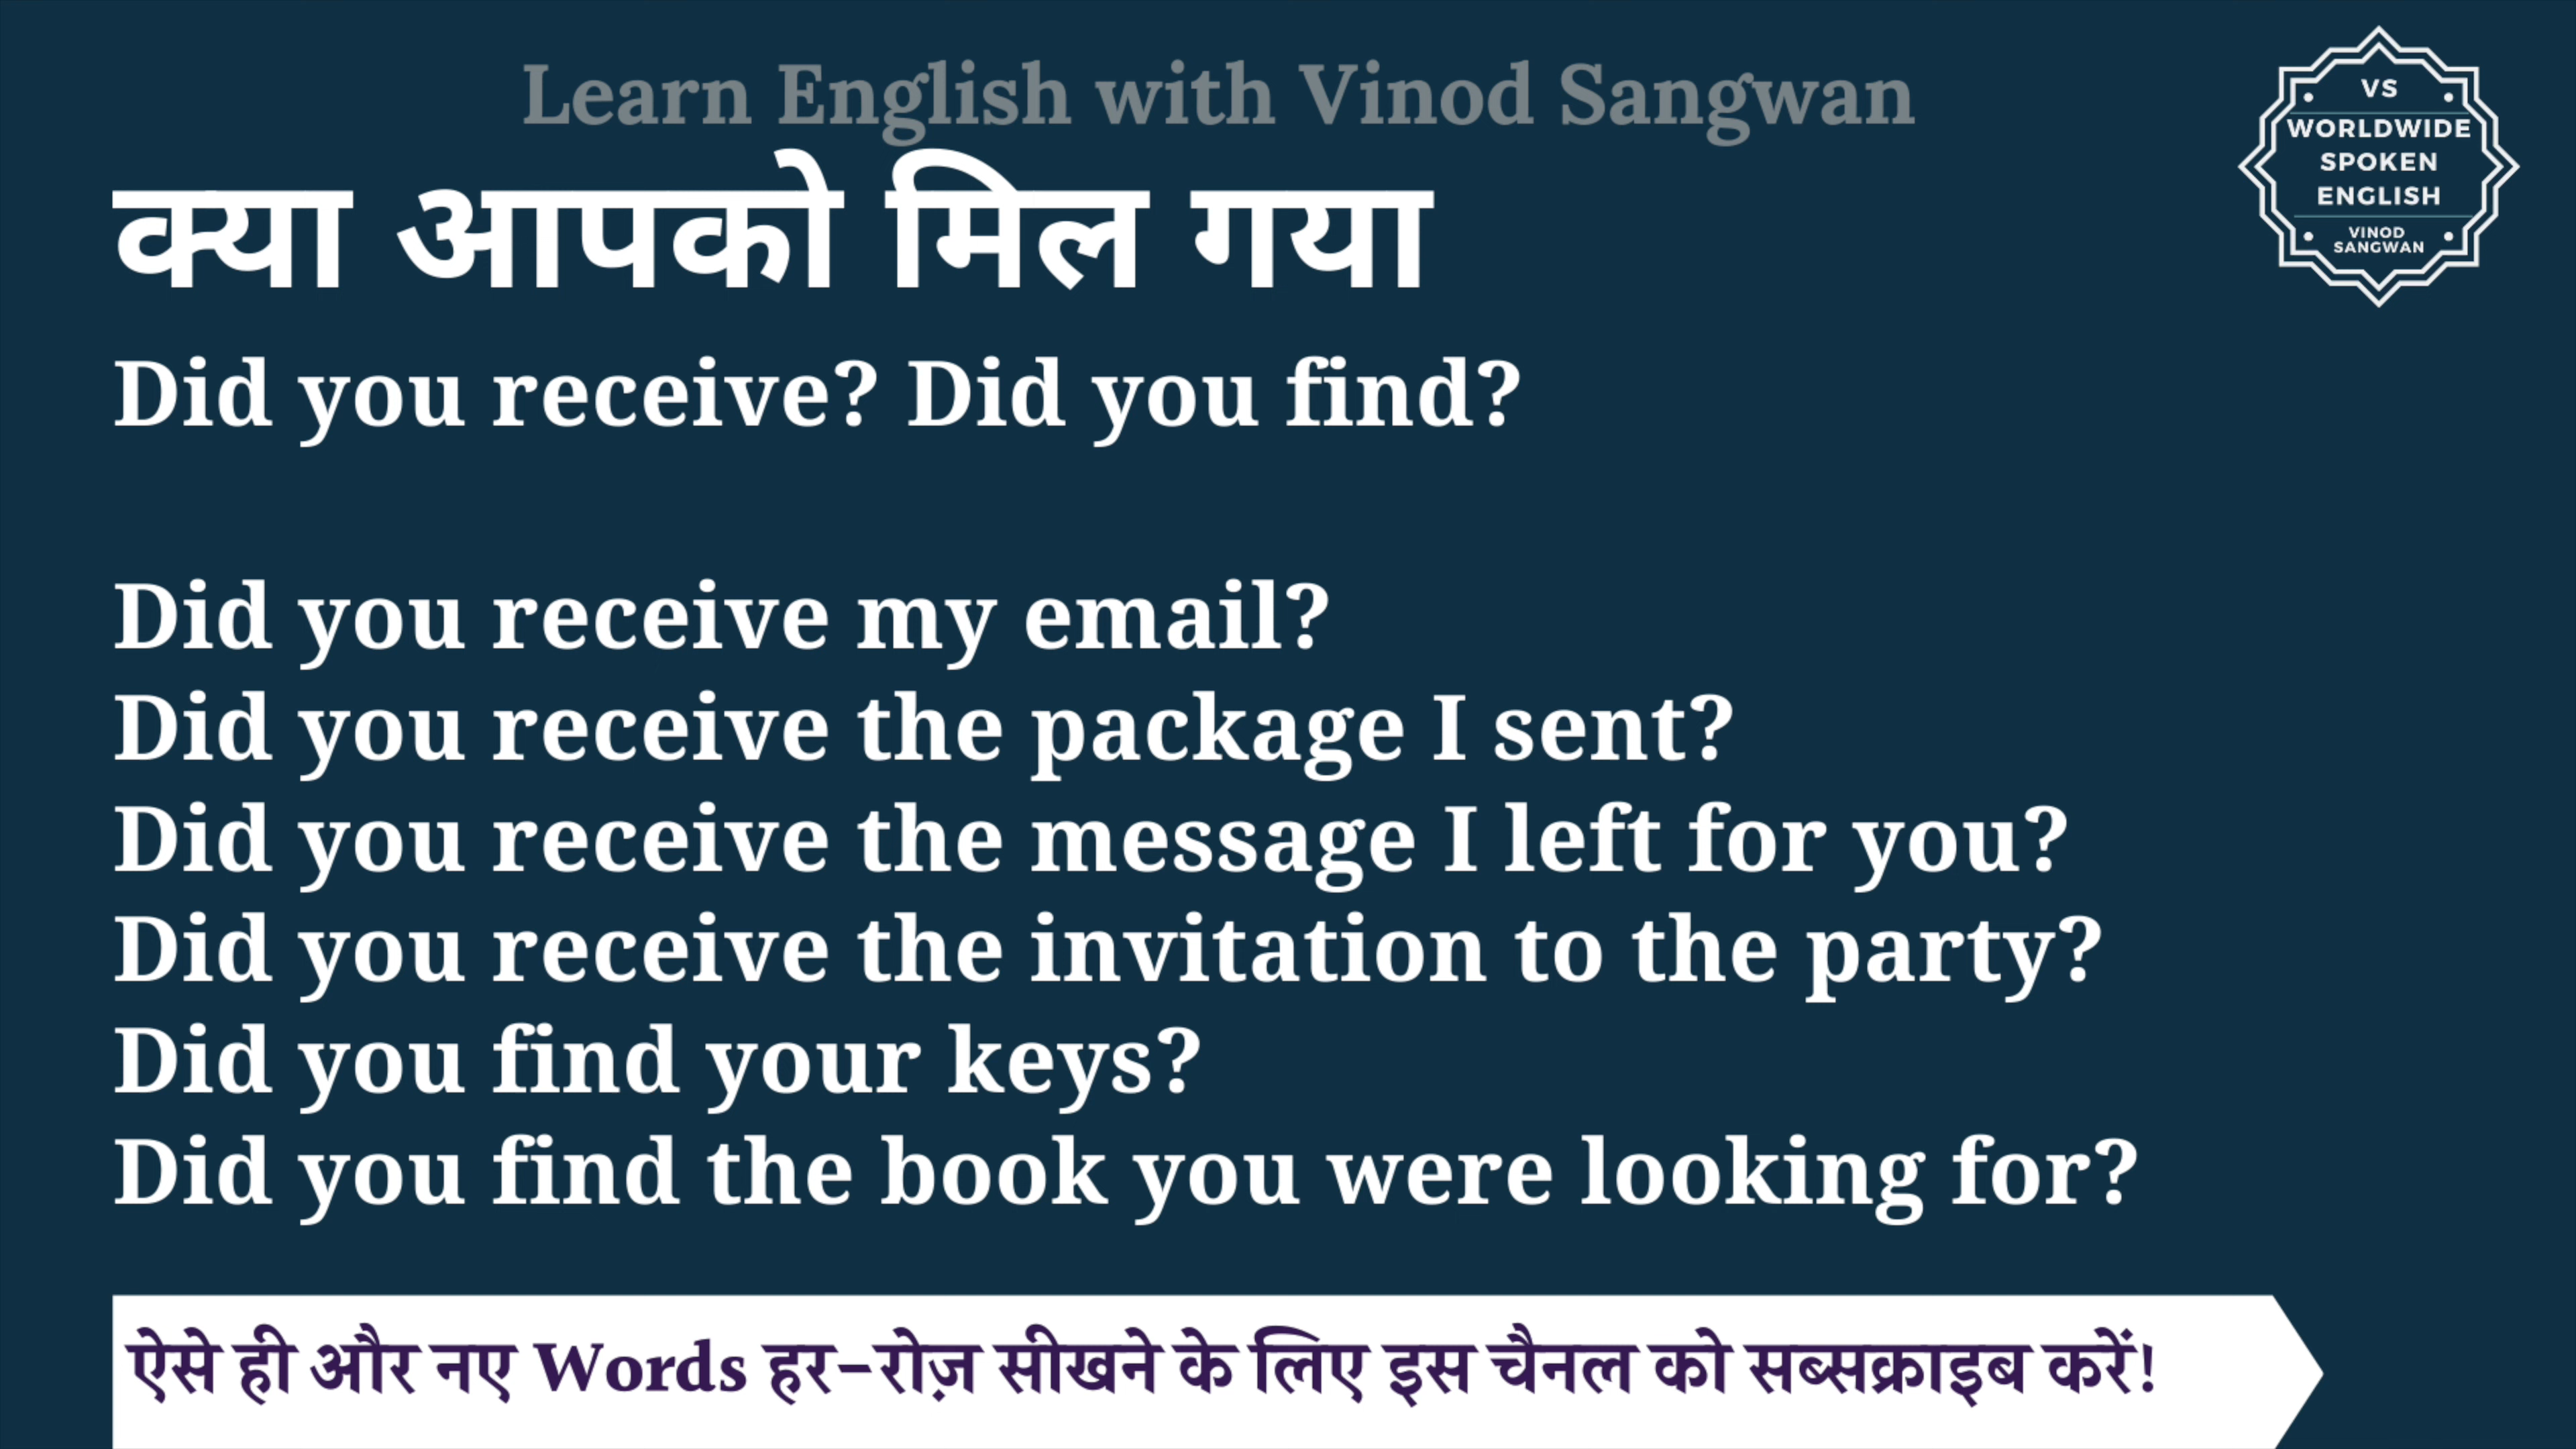 Learn English with Vinod Sangwan
VS
WORLDWIDE
SPOKEN
ENGLISH
VINOD
SANGWAN
क्या आपको मिल गया
Did you receive? Did you find?
Did you receive my email?
Did you receive the package I sent?
Did you receive the message I left for you?
Did you receive the invitation to the party?
Did you find your keys?
Did you find the book you were looking for?
ऐसे ही और नए Words हर-रोज़ सीखने के लिए इस चैनल को सब्सक्राइब करें!